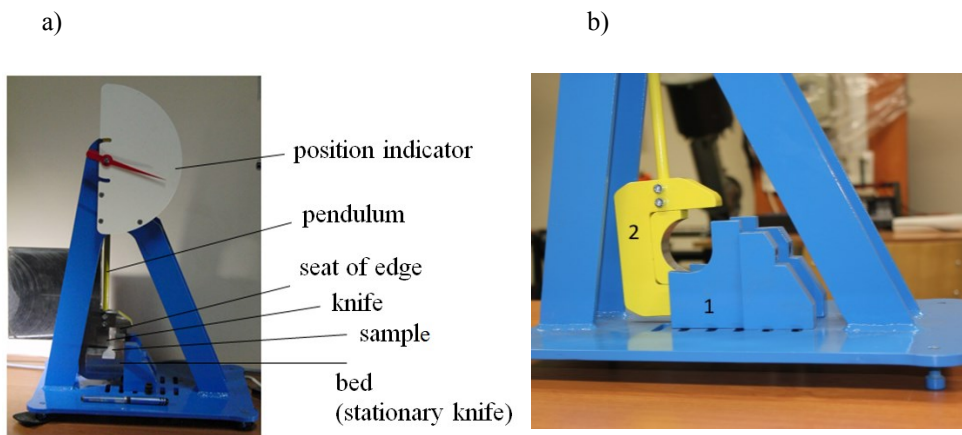 a)
b)
position indicator
pendulum
seat of edge
knife
sample
bed
(stationary knife)
2
1